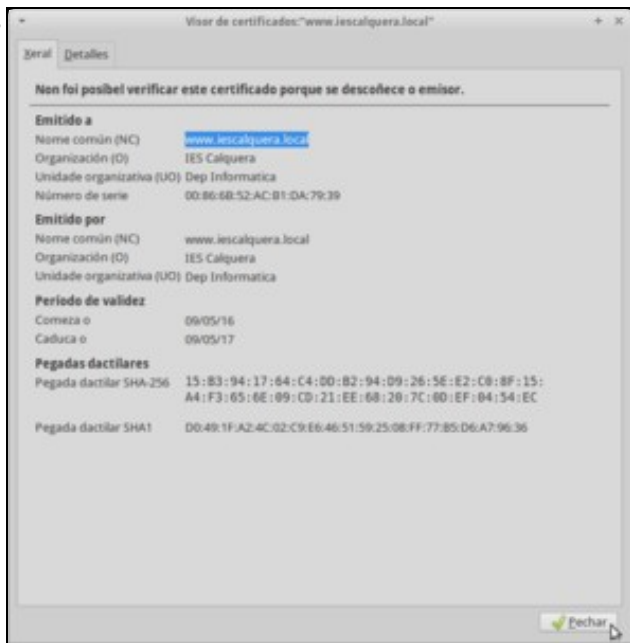 Visor de certificados:"www.iescalquera.local"
Xeral Detalles
Non foi posíbel verificar este certificado porque se descoñece o emisor.
Emitido a
Nome común (NC) www.iescalquera.local
Organización (O) IES Calquera
Unidade organizativa (UO) Dep Informatica
Número de serie 00:86:6B:52:AC:B1:DA:79:39
Emitido por
Nome común (NC) www.iescalquera.local
Organización (O) IES Calquera
Unidade organizativa (UO) Dep Informatica
Período de validez
Comeza o 09/05/16
Caduca o 09/05/17
Pegadas dactilares
Pegada dactilar SHA-256 15:B3:94:17:64:C4:DD:B2:94:D9:26:5E:E2:C0:8F:15:
A4:F3:65:6E:09:CD:21:EE:68:20:7C:0D:EF:04:54:EC
Pegada dactilar SHA1 D0:49:1F:A2:4C:02:C9:E6:46:51:59:25:08:FF:77:85:D6:A7:96:36
Pechar